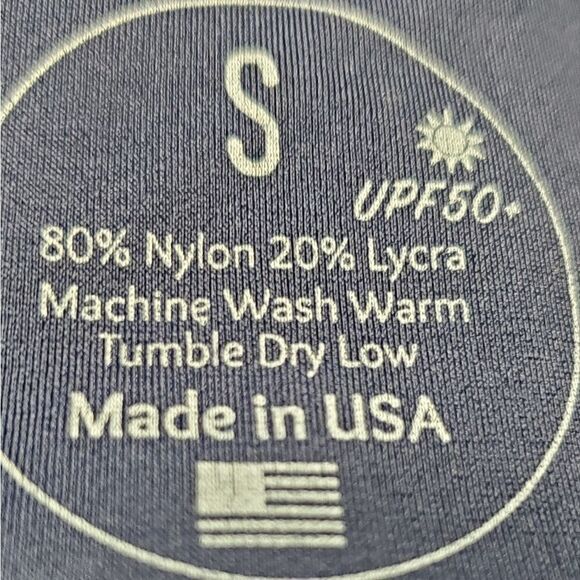 S
UPF50+
80% Nylon 20% Lycra
Machine Wash Warm
Tumble Dry Low
Made in USA